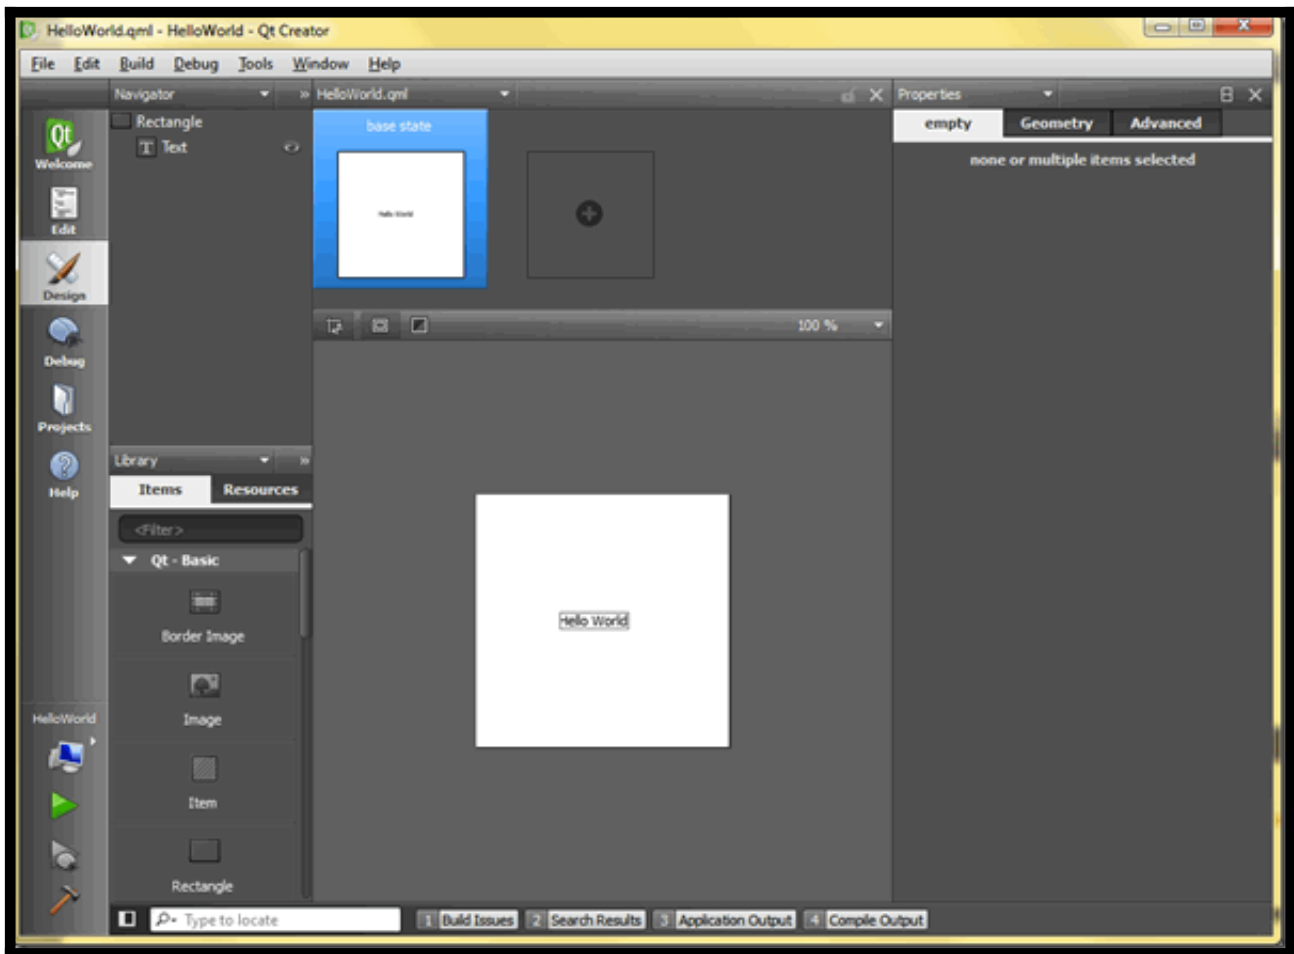 HelloWorld.qml - HelloWorld - Qt Creator
File Edit Build Debug Tools Window Help
Navigator
HelloWorld.qml
Properties
Rectangle
Text
base state
Hello World
empty Geometry Advanced
none or multiple items selected
Qt
Welcome
Edit
Design
Debug
Projects
Help
100 %
Library
Items Resources
<Filter>
Qt - Basic
Border Image
Image
Item
Rectangle
Hello World
HelloWorld
Type to locate
1 Build Issues 2 Search Results 3 Application Output 4 Compile Output